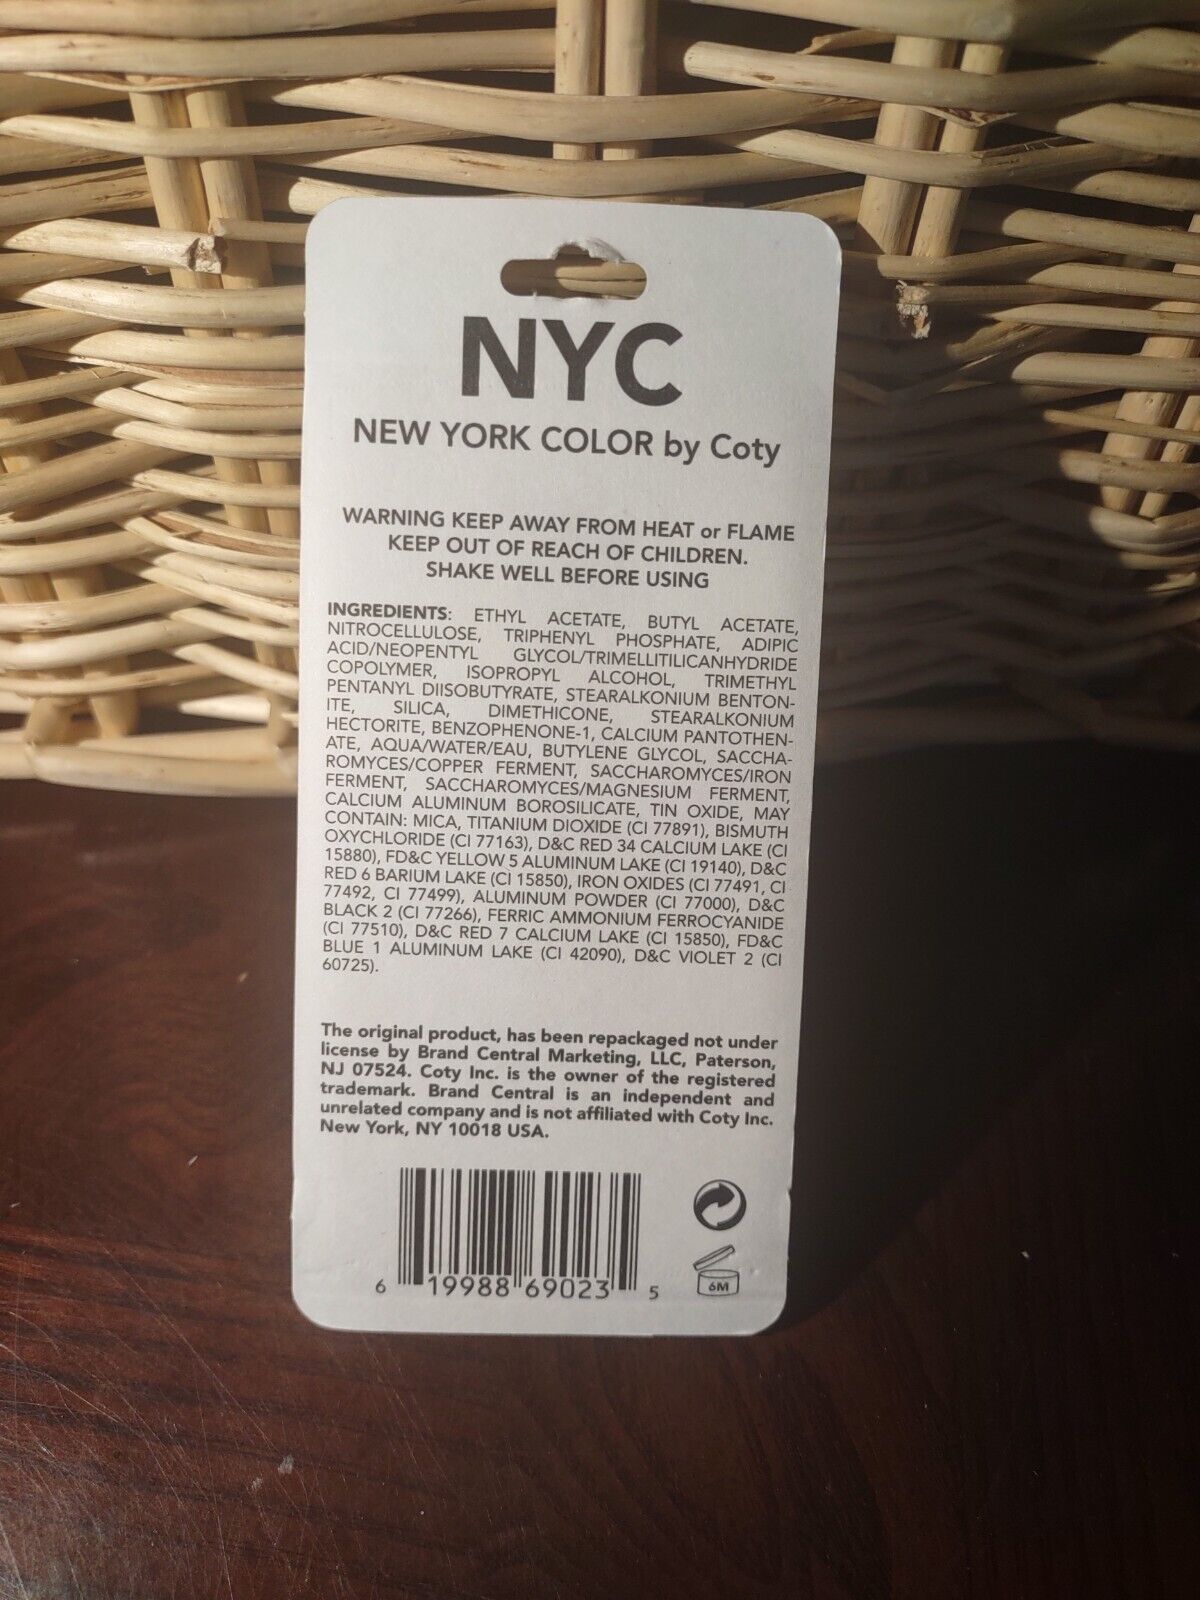 NYC
NEW YORK COLOR by Coty
WARNING KEEP AWAY FROM HEAT or FLAME
KEEP OUT OF REACH OF CHILDREN.
SHAKE WELL BEFORE USING
INGREDIENTS: ETHYL ACETATE, BUTYL ACETATE,
NITROCELLULOSE, TRIPHENYL PHOSPHATE, ADIPIC
ACID/NEOPENTYL GLYCOL/TRIMELLITILICANHYDRIDE
COPOLYMER, ISOPROPYL ALCOHOL, TRIMETHYL
PENTANYL DIISOBUTYRATE, STEARALKONIUM BENTON-
ITE, SILICA, DIMETHICONE, STEARALKONIUM
HECTORITE, BENZOPHENONE-1, CALCIUM PANTOTHEN-
ATE, AQUA/WATER/EAU, BUTYLENE GLYCOL, SACCHA-
ROMYCES/COPPER FERMENT, SACCHAROMYCES/IRON
FERMENT, SACCHAROMYCES/MAGNESIUM FERMENT,
CALCIUM ALUMINUM BOROSILICATE, TIN OXIDE, MAY
CONTAIN: MICA, TITANIUM DIOXIDE (CI 77891), BISMUTH
OXYCHLORIDE (CI 77163), D&C RED 34 CALCIUM LAKE (CI
15880), FD&C YELLOW 5 ALUMINUM LAKE (CI 19140), D&C
RED 6 BARIUM LAKE (CI 15850), IRON OXIDES (CI 77491, CI
77492, CI 77499), ALUMINUM POWDER (CI 77000), D&C
BLACK 2 (CI 77266), FERRIC AMMONIUM FERROCYANIDE
(CI 77510), D&C RED 7 CALCIUM LAKE (CI 15850), FD&C
BLUE 1 ALUMINUM LAKE (CI 42090), D&C VIOLET 2 (CI
60725).
The original product, has been repackaged not under
license by Brand Central Marketing, LLC, Paterson,
NJ 07524. Coty Inc. is the owner of the registered
trademark. Brand Central is an independent and
unrelated company and is not affiliated with Coty Inc.
New York, NY 10018 USA.
6 19988 69023 5
6M